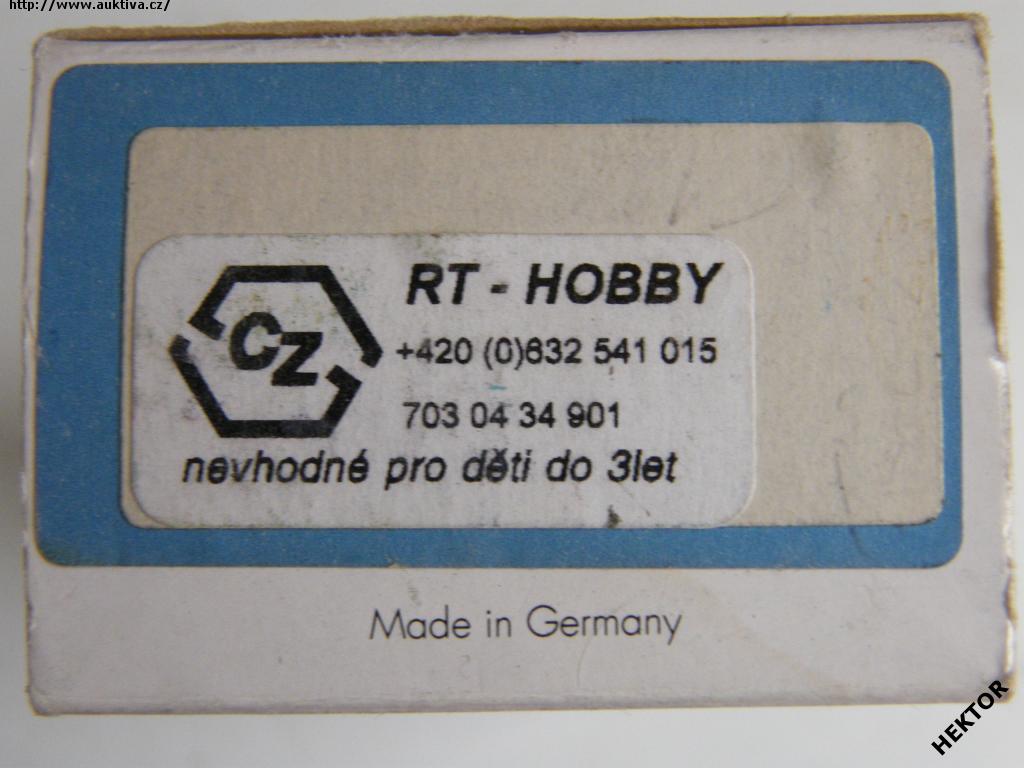 http://www.auktiva.cz/
CZ
RT - HOBBY
+420 (0)632 541 015
703 04 34 901
nevhodné pro děti do 3let
Made in Germany
HEKTOR